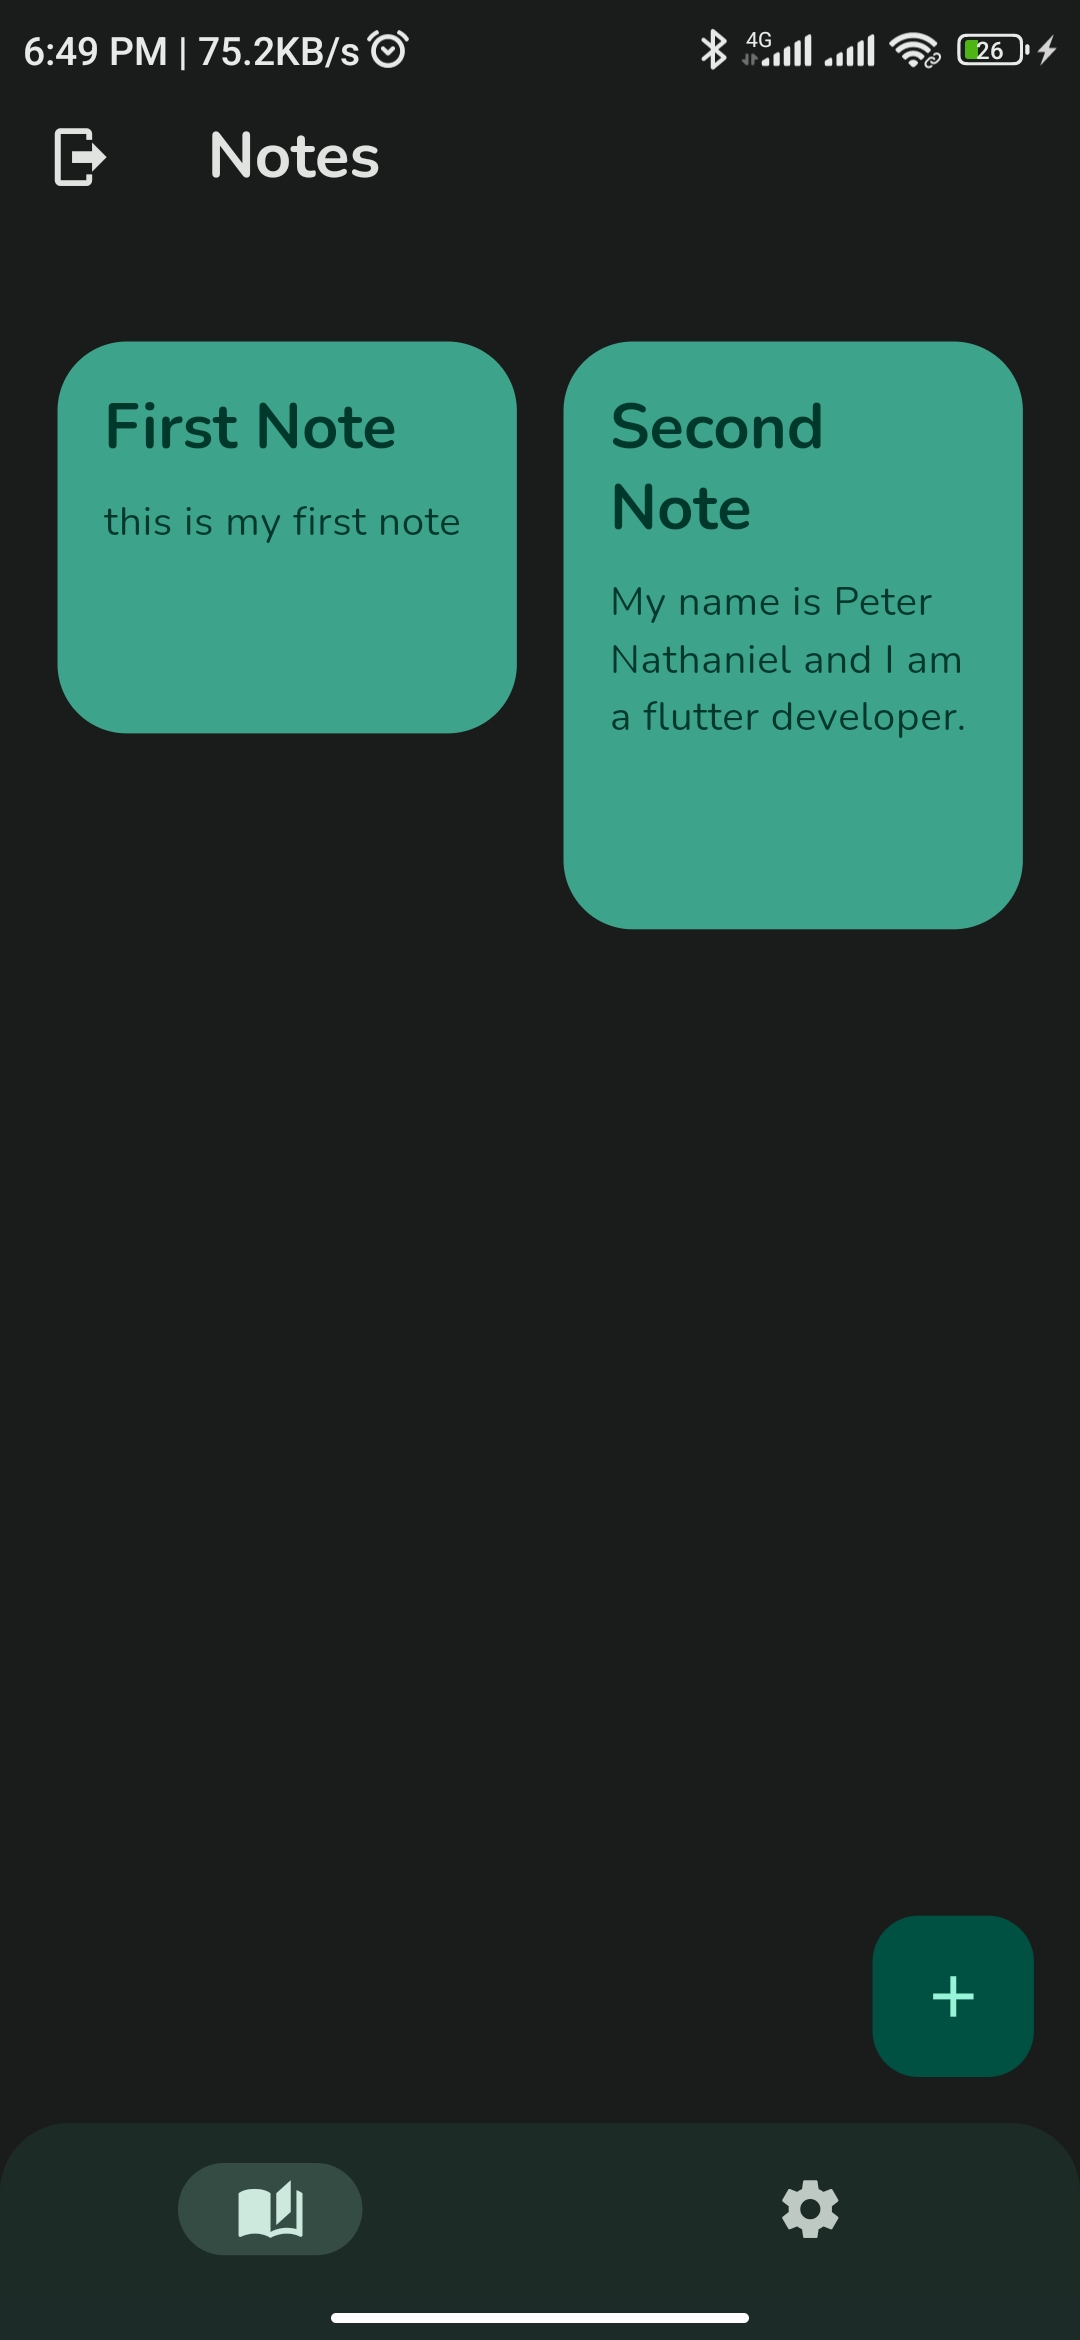 6:49 PM | 75.2KB/s
4G
26
Notes
First Note
this is my first note
Second
Note
My name is Peter
Nathaniel and I am
a flutter developer.